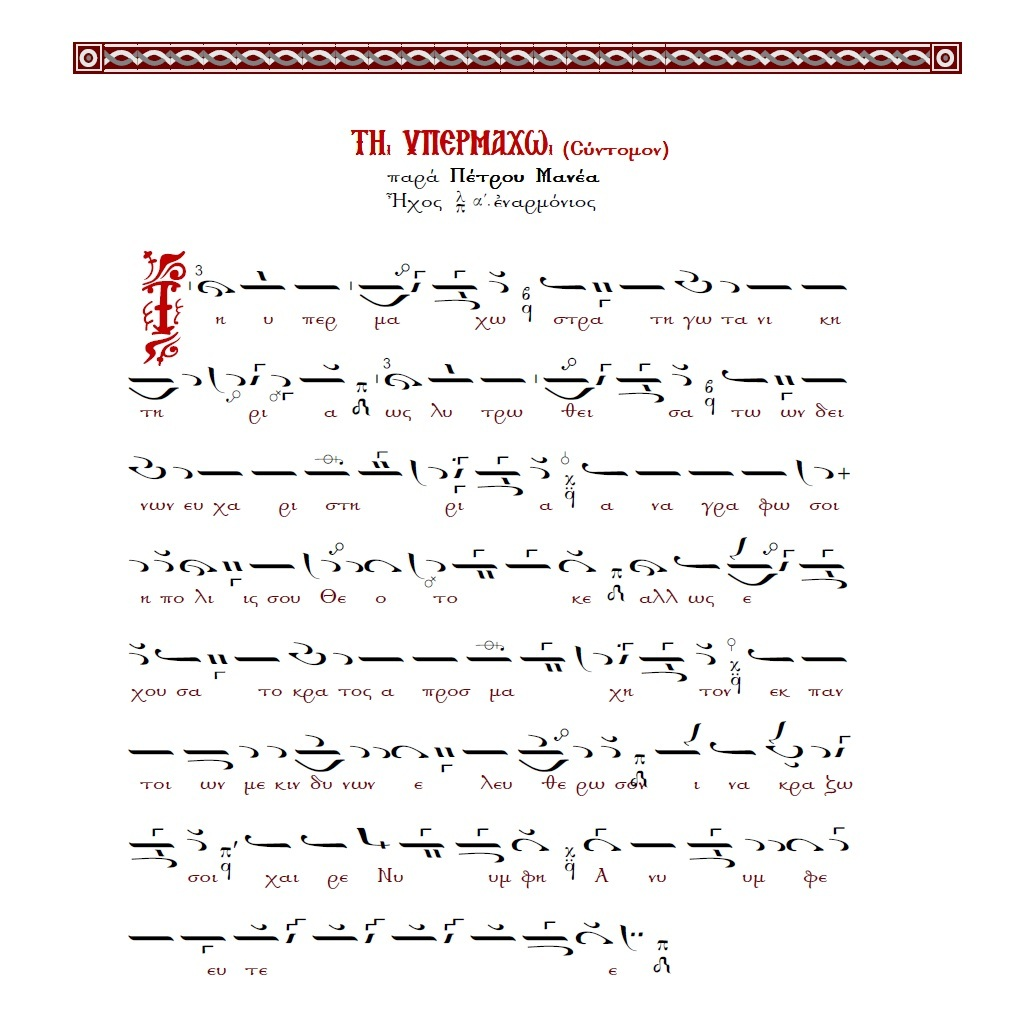 ΤΗι ΥΠΕΡΜΑΧΩι (Σύντομον)
παρά Πέτρου Μανέα
Ἦχος λ π α΄. ἐναρμόνιος
Τ η υ περ μα χω στρα τη γω τα νι κη
τη ρι α ως λυ τρω θει σα τω ων δει
νων ευ χα ρι στη ρι α α να γρα φω σοι
η πο λι ις σου Θε ο το κε αλλ ως ε
χου σα το κρα τος α προσ μα χη τον εκ παν
τοι ων με κιν δυ νων ε λευ θε ρω σον ι να κρα ζω
σοι χαι ρε Νυ υμ φη Α νυ υμ φε
ευ τε ε